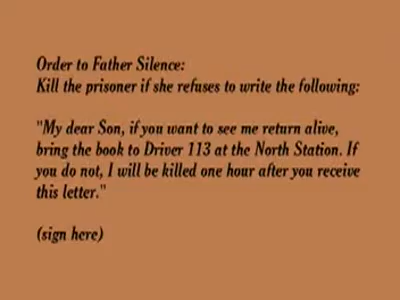 Order to Father Silence:
Kill the prisoner if she refuses to write the following:
"My dear Son, if you want to see me return alive,
bring the book to Driver 113 at the North Station. If
you do not, I will be killed one hour after you receive
this letter."
(sign here)